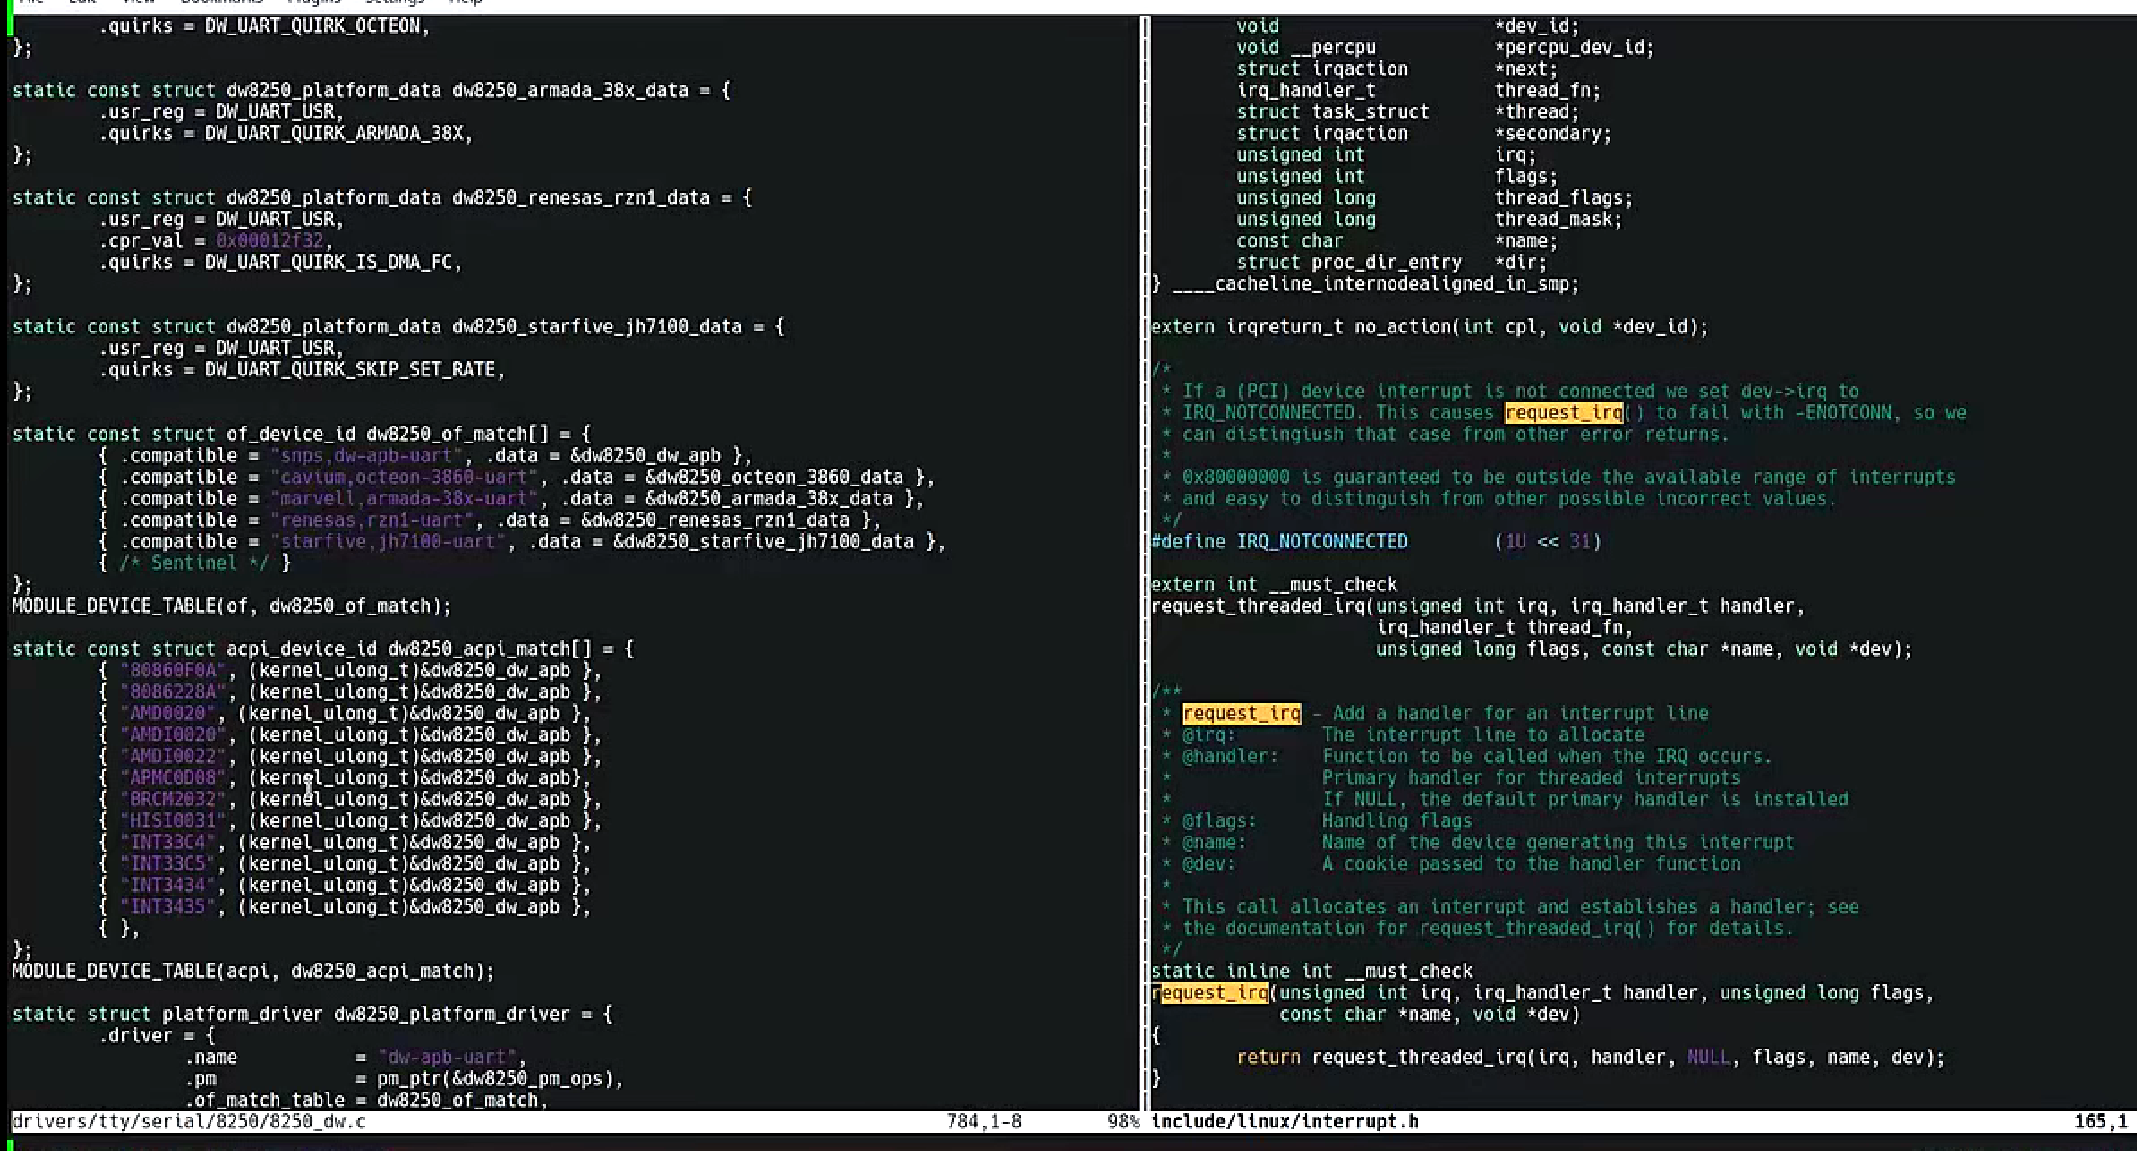 File Edit View Bookmarks Plugins Settings Help
.quirks = DW_UART_QUIRK_OCTEON,
};
static const struct dw8250_platform_data dw8250_armada_38x_data = {
.usr_reg = DW_UART_USR,
.quirks = DW_UART_QUIRK_ARMADA_38X,
};
static const struct dw8250_platform_data dw8250_renesas_rzn1_data = {
.usr_reg = DW_UART_USR,
.cpr_val = 0x00012f32,
.quirks = DW_UART_QUIRK_IS_DMA_FC,
};
static const struct dw8250_platform_data dw8250_starfive_jh7100_data = {
.usr_reg = DW_UART_USR,
.quirks = DW_UART_QUIRK_SKIP_SET_RATE,
};
static const struct of_device_id dw8250_of_match[] = {
{ .compatible = "snps,dw-apb-uart", .data = &dw8250_dw_apb },
{ .compatible = "cavium,octeon-3860-uart", .data = &dw8250_octeon_3860_data },
{ .compatible = "marvell,armada-38x-uart", .data = &dw8250_armada_38x_data },
{ .compatible = "renesas,rzn1-uart", .data = &dw8250_renesas_rzn1_data },
{ .compatible = "starfive,jh7100-uart", .data = &dw8250_starfive_jh7100_data },
{ /* Sentinel */ }
};
MODULE_DEVICE_TABLE(of, dw8250_of_match);
static const struct acpi_device_id dw8250_acpi_match[] = {
{ "80860F0A", (kernel_ulong_t)&dw8250_dw_apb },
{ "8086228A", (kernel_ulong_t)&dw8250_dw_apb },
{ "AMD0020", (kernel_ulong_t)&dw8250_dw_apb },
{ "AMDI0020", (kernel_ulong_t)&dw8250_dw_apb },
{ "AMDI0022", (kernel_ulong_t)&dw8250_dw_apb },
{ "APMC0D08", (kernel_ulong_t)&dw8250_dw_apb},
{ "BRCM2032", (kernel_ulong_t)&dw8250_dw_apb },
{ "HISI0031", (kernel_ulong_t)&dw8250_dw_apb },
{ "INT33C4", (kernel_ulong_t)&dw8250_dw_apb },
{ "INT33C5", (kernel_ulong_t)&dw8250_dw_apb },
{ "INT3434", (kernel_ulong_t)&dw8250_dw_apb },
{ "INT3435", (kernel_ulong_t)&dw8250_dw_apb },
{ },
};
MODULE_DEVICE_TABLE(acpi, dw8250_acpi_match);
static struct platform_driver dw8250_platform_driver = {
.driver = {
.name = "dw-apb-uart",
.pm = pm_ptr(&dw8250_pm_ops),
.of_match_table = dw8250_of_match,
drivers/tty/serial/8250/8250_dw.c 784,1-8 98%
void *dev_id;
void __percpu *percpu_dev_id;
struct irqaction *next;
irq_handler_t thread_fn;
struct task_struct *thread;
struct irqaction *secondary;
unsigned int irq;
unsigned int flags;
unsigned long thread_flags;
unsigned long thread_mask;
const char *name;
struct proc_dir_entry *dir;
} ____cacheline_internodealigned_in_smp;
extern irqreturn_t no_action(int cpl, void *dev_id);
/*
* If a (PCI) device interrupt is not connected we set dev->irq to
* IRQ_NOTCONNECTED. This causes request_irq() to fail with -ENOTCONN, so we
* can distingiush that case from other error returns.
*
* 0x80000000 is guaranteed to be outside the available range of interrupts
* and easy to distinguish from other possible incorrect values.
*/
#define IRQ_NOTCONNECTED (1U << 31)
extern int __must_check
request_threaded_irq(unsigned int irq, irq_handler_t handler,
irq_handler_t thread_fn,
unsigned long flags, const char *name, void *dev);
/**
* request_irq - Add a handler for an interrupt line
* @irq: The interrupt line to allocate
* @handler: Function to be called when the IRQ occurs.
* Primary handler for threaded interrupts
* If NULL, the default primary handler is installed
* @flags: Handling flags
* @name: Name of the device generating this interrupt
* @dev: A cookie passed to the handler function
*
* This call allocates an interrupt and establishes a handler; see
* the documentation for request_threaded_irq() for details.
*/
static inline int __must_check
request_irq(unsigned int irq, irq_handler_t handler, unsigned long flags,
const char *name, void *dev)
{
return request_threaded_irq(irq, handler, NULL, flags, name, dev);
}
include/linux/interrupt.h 165,1